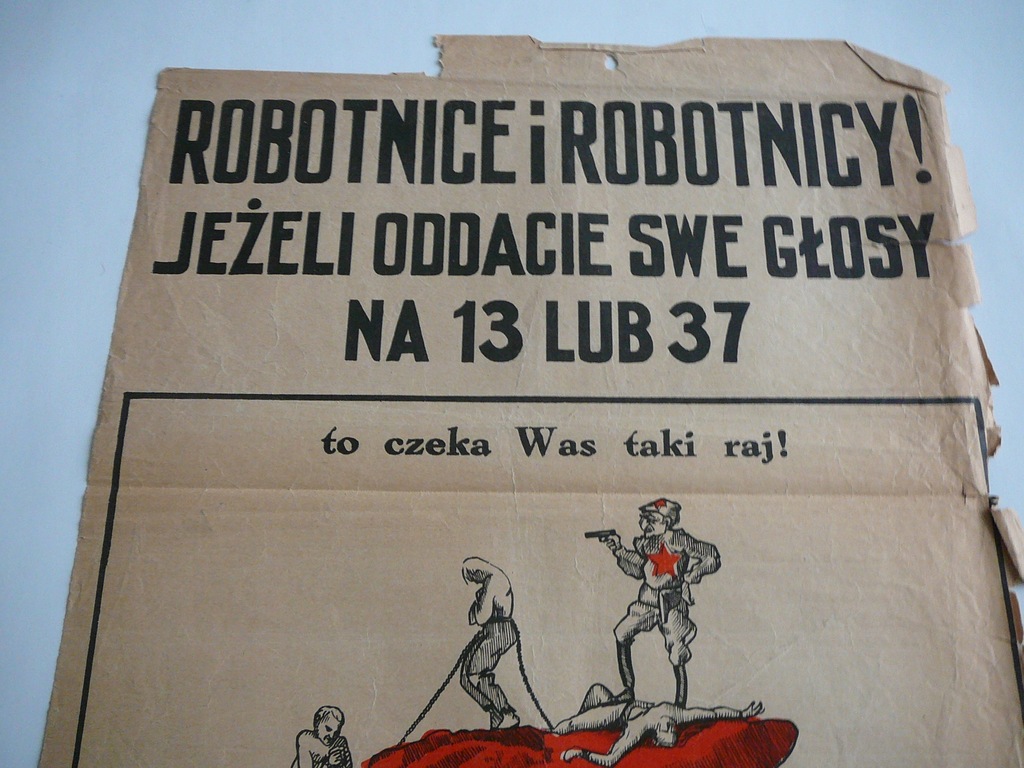 ROBOTNICE i ROBOTNICY!
JEŻELI ODDACIE SWE GŁOSY
NA 13 LUB 37
to czeka Was taki raj!